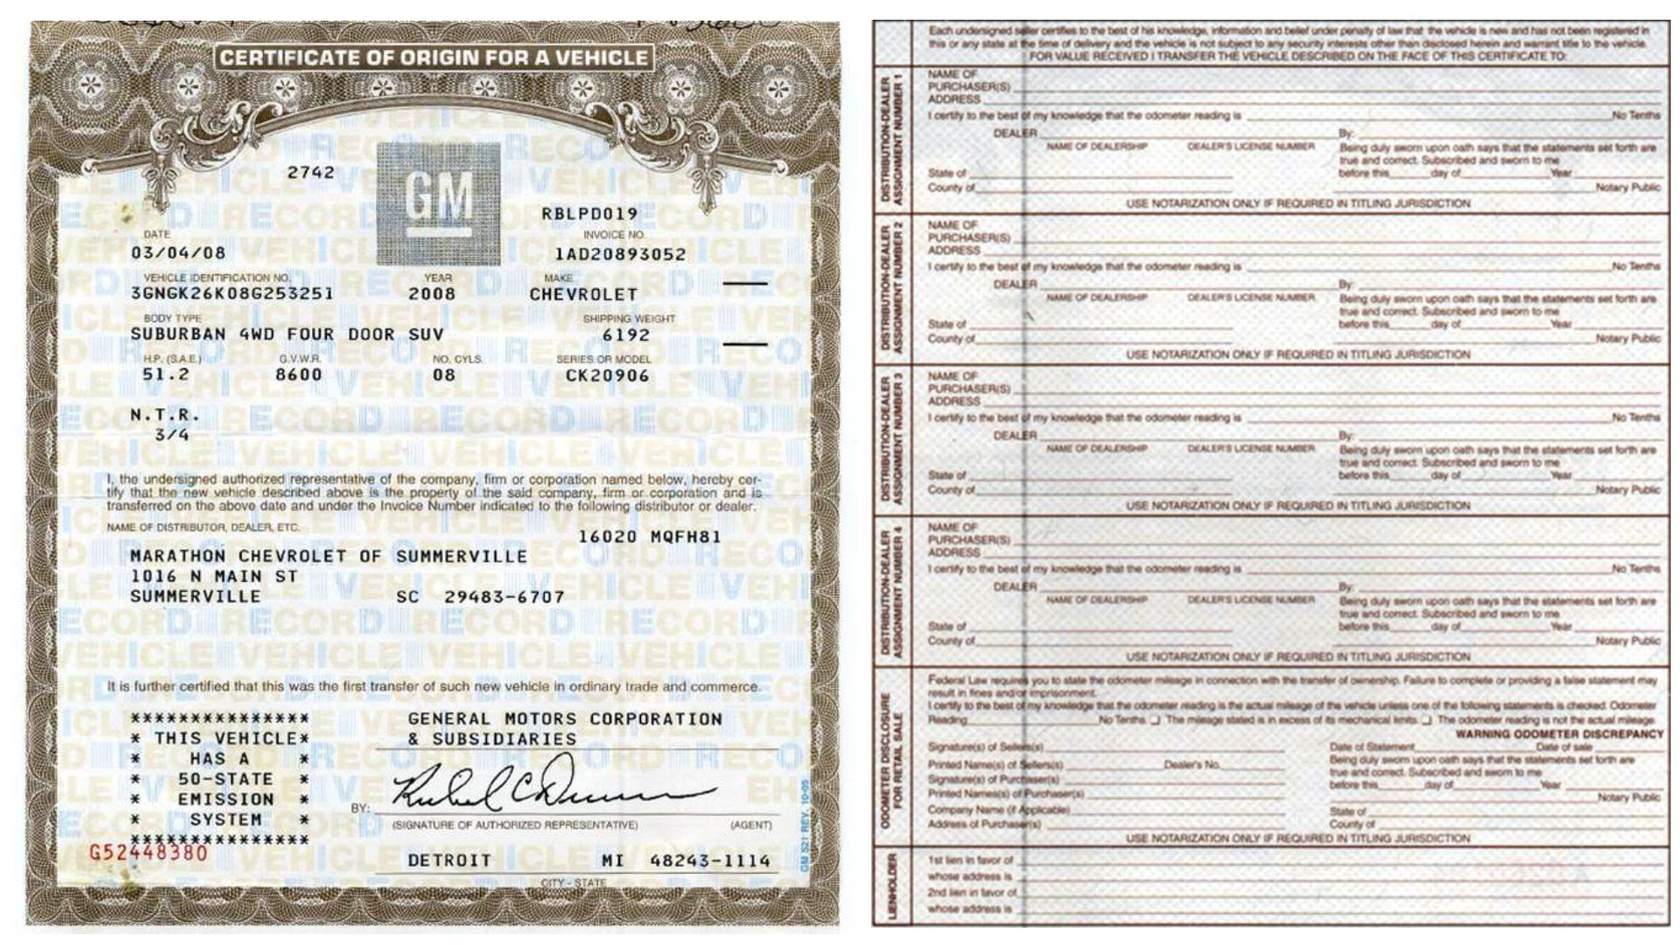 CERTIFICATE OF ORIGIN FOR A VEHICLE
2742
GM
RBLPD019
DATE
INVOICE NO.
03/04/08
1AD20893052
VEHICLE IDENTIFICATION NO. YEAR MAKE
3GNGK26K08G253251 2008 CHEVROLET
BODY TYPE SHIPPING WEIGHT
SUBURBAN 4WD FOUR DOOR SUV 6192
H.P. (S.A.E.) G.V.W.R. NO. CYLS. SERIES OR MODEL
51.2 8600 08 CK20906
N.T.R.
3/4
I, the undersigned authorized representative of the company, firm or corporation named below, hereby cer-
tify that the new vehicle described above is the property of the said company, firm or corporation and is
transferred on the above date and under the Invoice Number indicated to the following distributor or dealer.
NAME OF DISTRIBUTOR, DEALER, ETC.
16020 MQFH81
MARATHON CHEVROLET OF SUMMERVILLE
1016 N MAIN ST
SUMMERVILLE SC 29483-6707
It is further certified that this was the first transfer of such new vehicle in ordinary trade and commerce.
***************
* THIS VEHICLE*
* HAS A *
* 50-STATE *
* EMISSION *
* SYSTEM *
***************
G52448380
GENERAL MOTORS CORPORATION
& SUBSIDIARIES
BY:
(SIGNATURE OF AUTHORIZED REPRESENTATIVE) (AGENT)
DETROIT MI 48243-1114
CITY - STATE
GM 521 REV. 10-05
Each undersigned seller certifies to the best of his knowledge, information and belief under penalty of law that the vehicle is new and has not been registered in
this or any state at the time of delivery and the vehicle is not subject to any security interests other than disclosed herein and warrant title to the vehicle.
FOR VALUE RECEIVED I TRANSFER THE VEHICLE DESCRIBED ON THE FACE OF THIS CERTIFICATE TO:
DISTRIBUTION-DEALER
ASSIGNMENT NUMBER 1
NAME OF
PURCHASER(S)
ADDRESS
I certify to the best of my knowledge that the odometer reading is No Tenths
DEALER By:
NAME OF DEALERSHIP DEALER'S LICENSE NUMBER Being duly sworn upon oath says that the statements set forth are
true and correct. Subscribed and sworn to me
State of before this day of Year
County of Notary Public
USE NOTARIZATION ONLY IF REQUIRED IN TITLING JURISDICTION
DISTRIBUTION-DEALER
ASSIGNMENT NUMBER 2
NAME OF
PURCHASER(S)
ADDRESS
I certify to the best of my knowledge that the odometer reading is No Tenths
DEALER By:
NAME OF DEALERSHIP DEALER'S LICENSE NUMBER Being duly sworn upon oath says that the statements set forth are
true and correct. Subscribed and sworn to me
State of before this day of Year
County of Notary Public
USE NOTARIZATION ONLY IF REQUIRED IN TITLING JURISDICTION
DISTRIBUTION-DEALER
ASSIGNMENT NUMBER 3
NAME OF
PURCHASER(S)
ADDRESS
I certify to the best of my knowledge that the odometer reading is No Tenths
DEALER By:
NAME OF DEALERSHIP DEALER'S LICENSE NUMBER Being duly sworn upon oath says that the statements set forth are
true and correct. Subscribed and sworn to me
State of before this day of Year
County of Notary Public
USE NOTARIZATION ONLY IF REQUIRED IN TITLING JURISDICTION
DISTRIBUTION-DEALER
ASSIGNMENT NUMBER 4
NAME OF
PURCHASER(S)
ADDRESS
I certify to the best of my knowledge that the odometer reading is No Tenths
DEALER By:
NAME OF DEALERSHIP DEALER'S LICENSE NUMBER Being duly sworn upon oath says that the statements set forth are
true and correct. Subscribed and sworn to me
State of before this day of Year
County of Notary Public
USE NOTARIZATION ONLY IF REQUIRED IN TITLING JURISDICTION
ODOMETER DISCLOSURE
FOR RETAIL SALE
Federal Law requires you to state the odometer mileage in connection with the transfer of ownership. Failure to complete or providing a false statement may
result in fines and/or imprisonment.
I certify to the best of my knowledge that the odometer reading is the actual mileage of the vehicle unless one of the following statements is checked. Odometer
Reading No Tenths ❏ The mileage stated is in excess of its mechanical limits ❏ The odometer reading is not the actual mileage
WARNING ODOMETER DISCREPANCY
Signature(s) of Seller(s) Date of Statement Date of sale
Printed Name(s) of Sellers(s) Dealer's No. Being duly sworn upon oath says that the statements set forth are
Signature(s) of Purchaser(s) true and correct. Subscribed and sworn to me
before this day of Year
Printed Names(s) of Purchaser(s) Notary Public
Company Name (if Applicable) State of
Address of Purchaser(s) County of
USE NOTARIZATION ONLY IF REQUIRED IN TITLING JURISDICTION
LIENHOLDER
1st lien in favor of
whose address is
2nd lien in favor of
whose address is